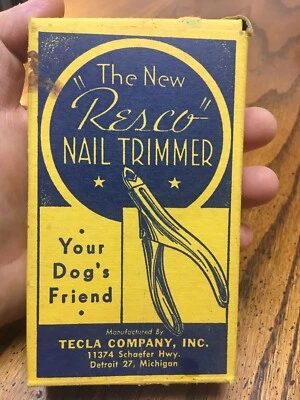 The New
"Resco"
NAIL TRIMMER
Your
Dog's
Friend
Manufactured By
TECLA COMPANY, INC.
11374 Schaefer Hwy.
Detroit 27, Michigan